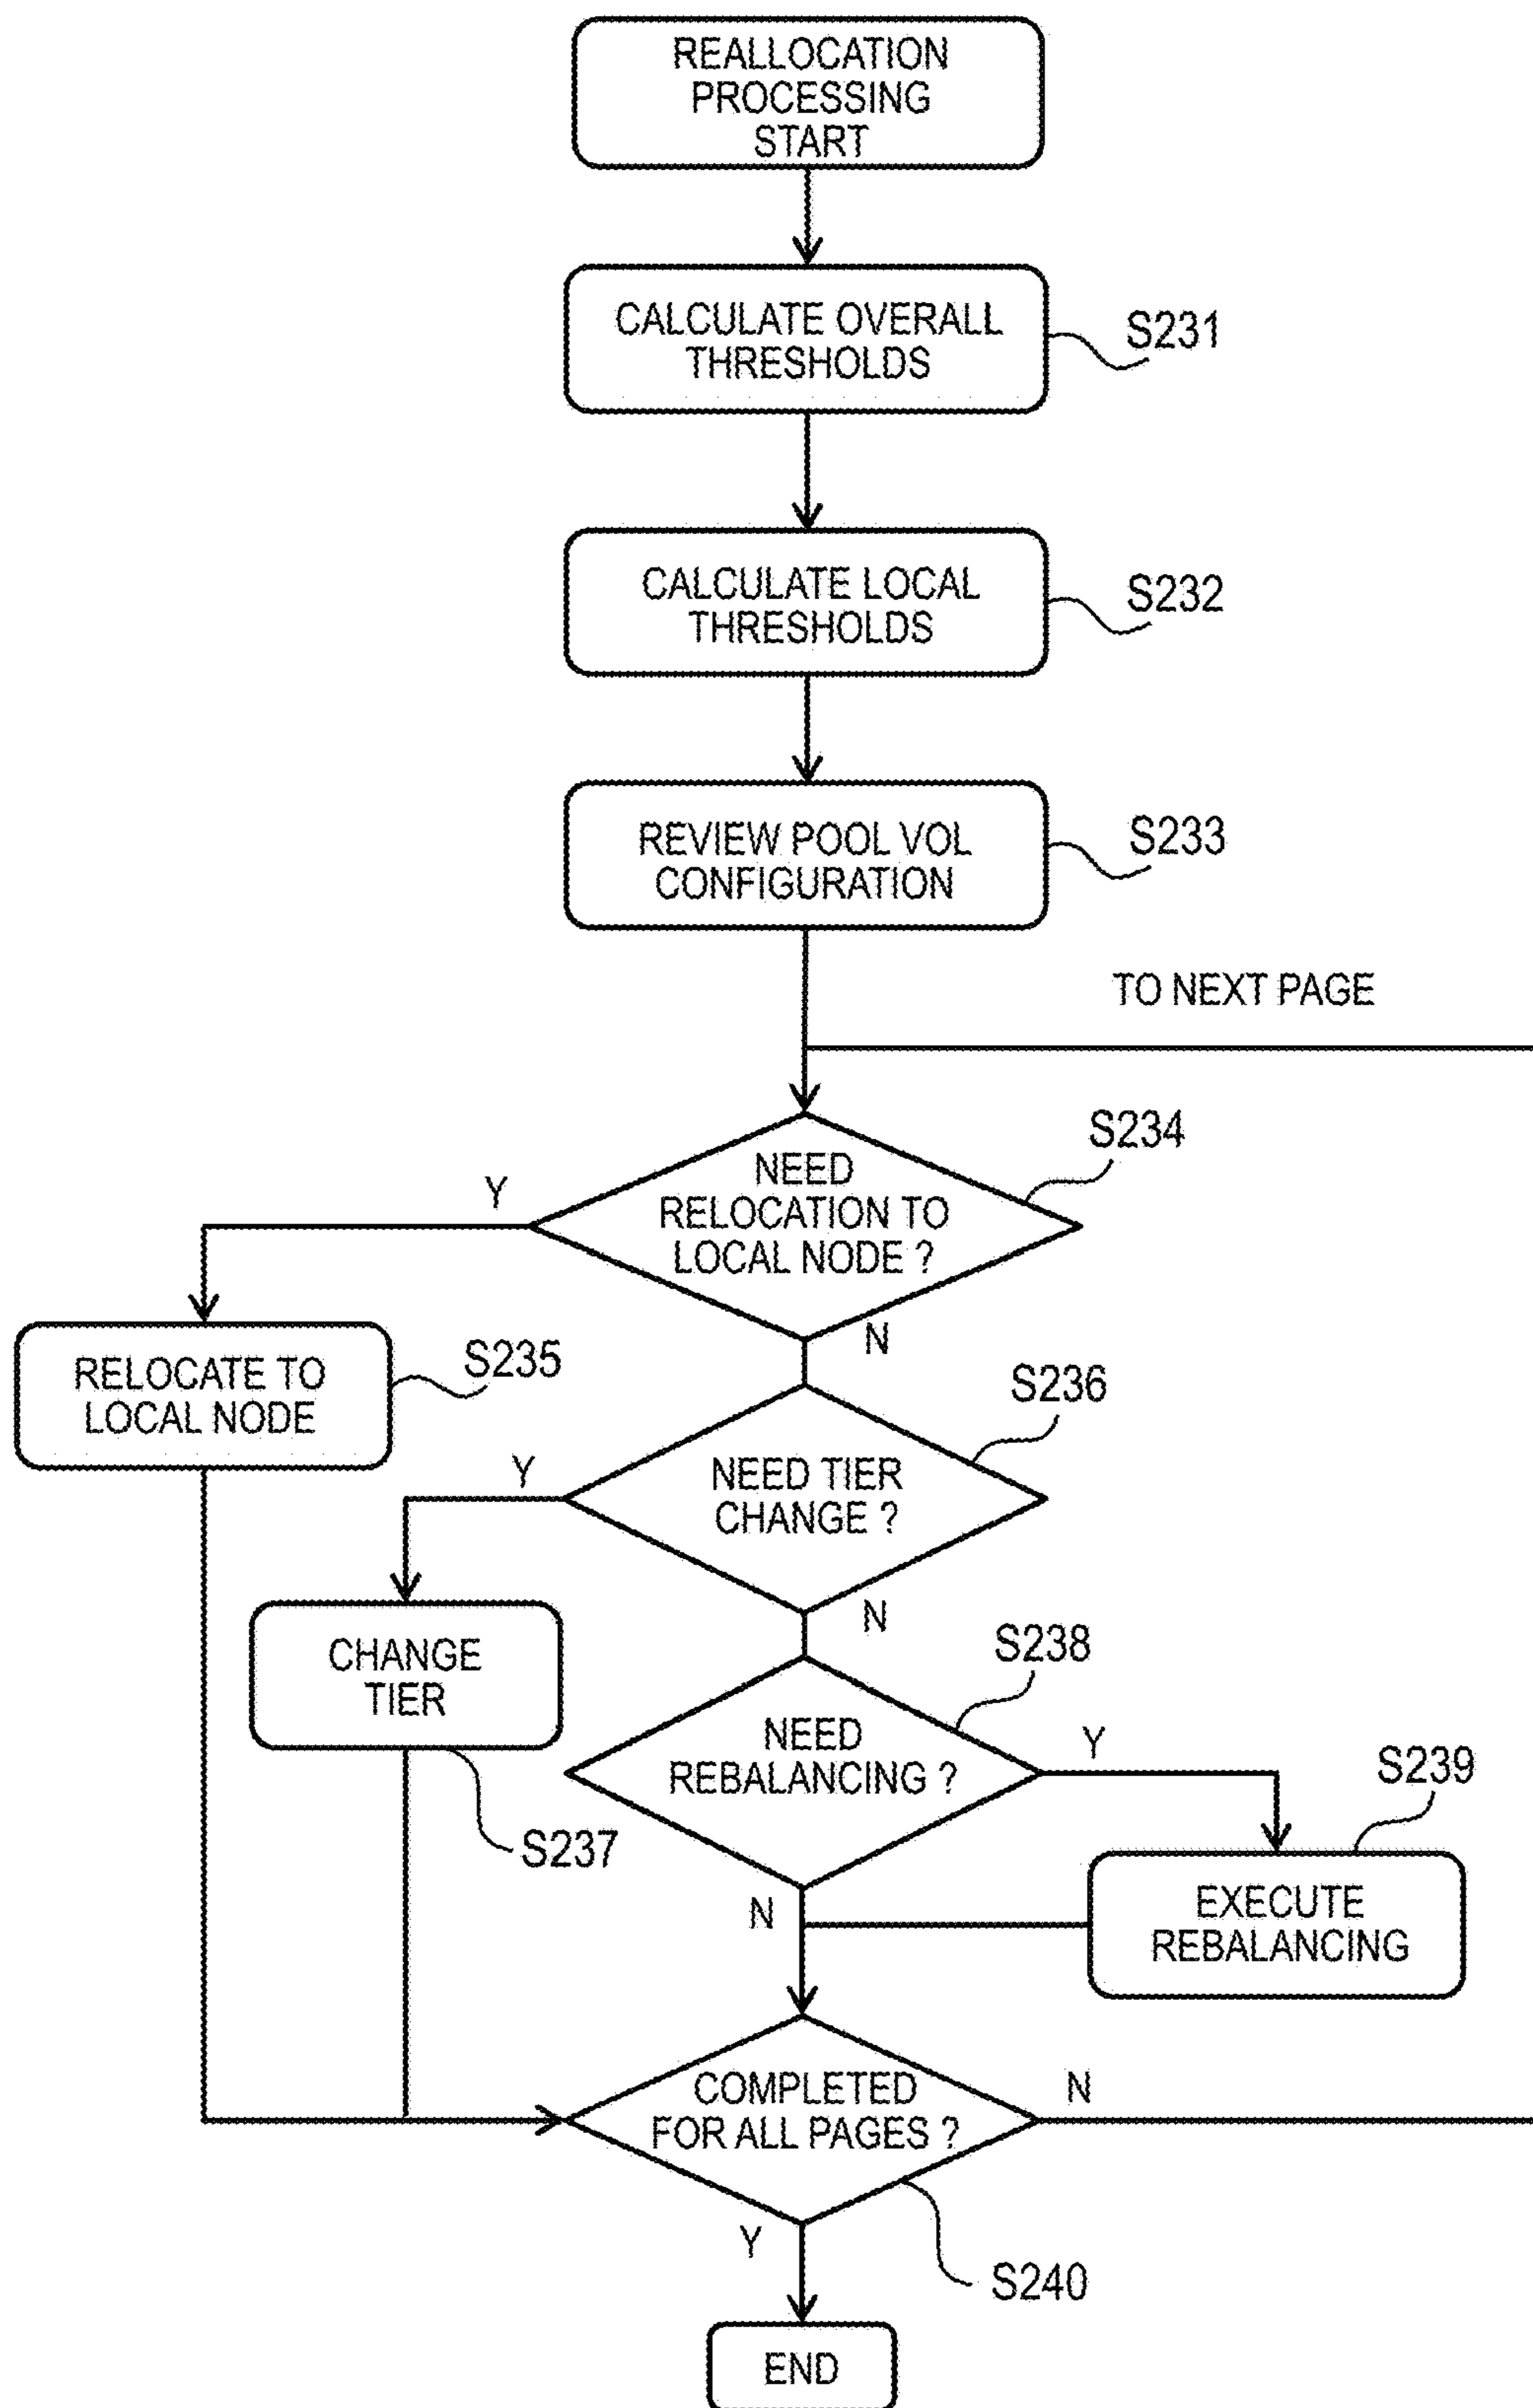 REALLOCATION
PROCESSING
START
CALCULATE OVERALL
THRESHOLDS
S231
CALCULATE LOCAL
THRESHOLDS
S232
REVIEW POOL VOL
CONFIGURATION
S233
TO NEXT PAGE
S234
NEED
RELOCATION TO
LOCAL NODE ?
Y
N
RELOCATE TO
LOCAL NODE
S235
S236
NEED TIER
CHANGE ?
Y
N
CHANGE
TIER
S237
S238
NEED
REBALANCING ?
Y
N
S239
EXECUTE
REBALANCING
COMPLETED
FOR ALL PAGES ?
N
Y
S240
END